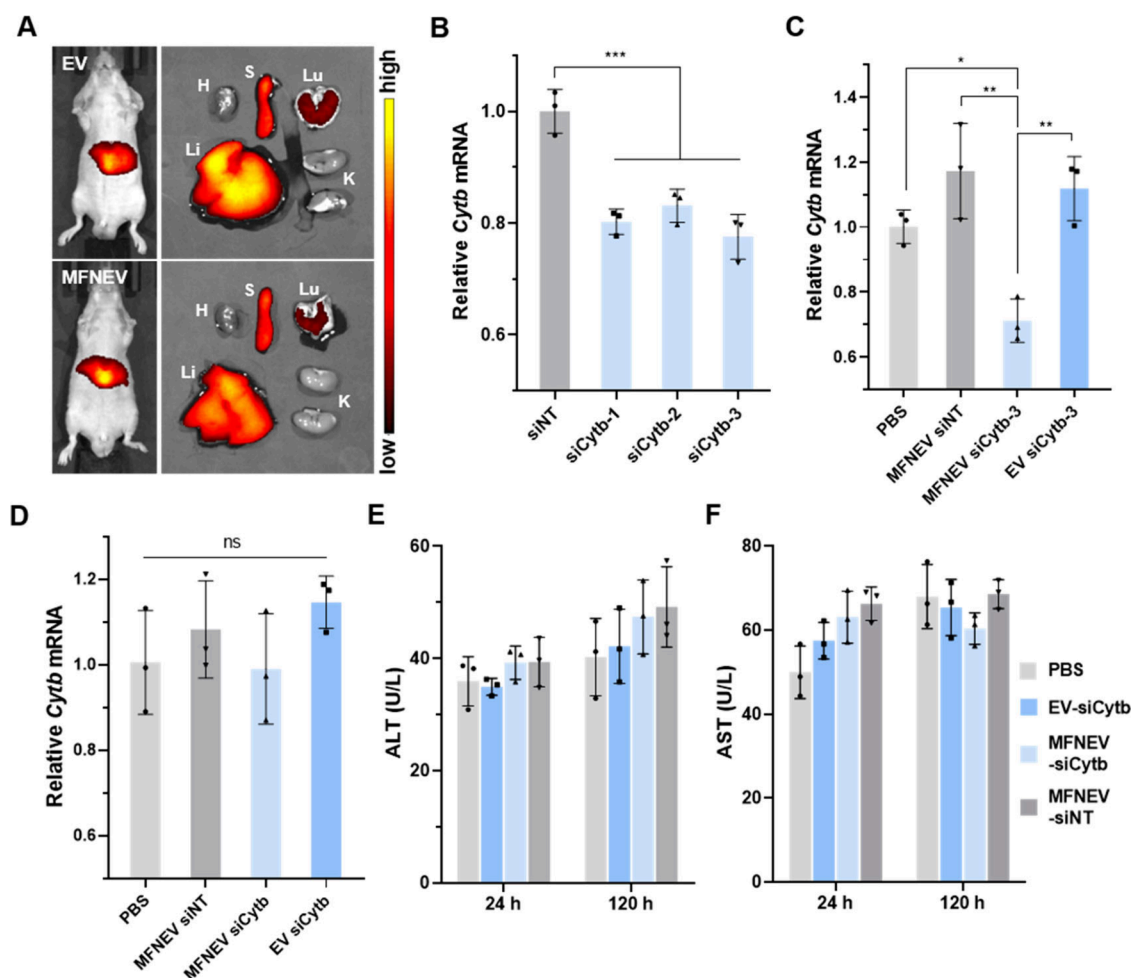 A
EV
H
S
Lu
Li
K
MFNEV
H
S
Lu
Li
K
high
low
B
Relative Cytb mRNA
1.0
0.8
0.6
***
siNT
siCytb-1
siCytb-2
siCytb-3
C
Relative Cytb mRNA
1.4
1.2
1.0
0.8
0.6
*
**
**
PBS
MFNEV siNT
MFNEV siCytb-3
EV siCytb-3
D
Relative Cytb mRNA
1.2
1.0
0.8
0.6
ns
PBS
MFNEV siNT
MFNEV siCytb
EV siCytb
E
ALT (U/L)
60
40
20
0
24 h
120 h
F
AST (U/L)
80
60
40
20
0
24 h
120 h
PBS
EV-siCytb
MFNEV
-siCytb
MFNEV
-siNT